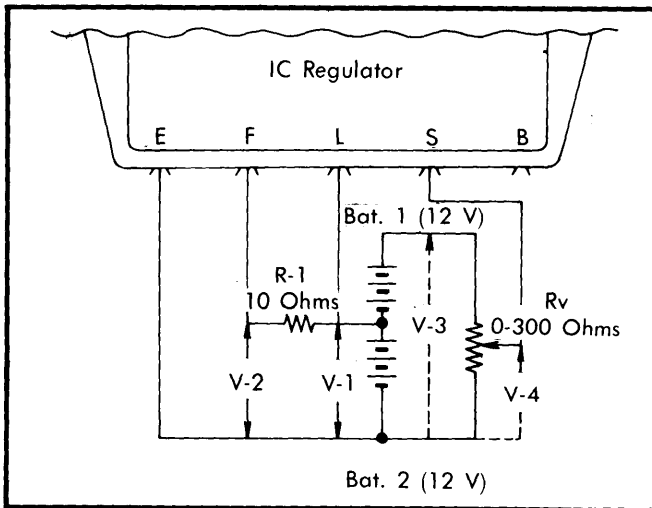 IC Regulator
E F L S B
Bat. 1 (12 V)
R-1
10 Ohms
V-3
Rv
0-300 Ohms
V-2
V-1
V-4
Bat. 2 (12 V)